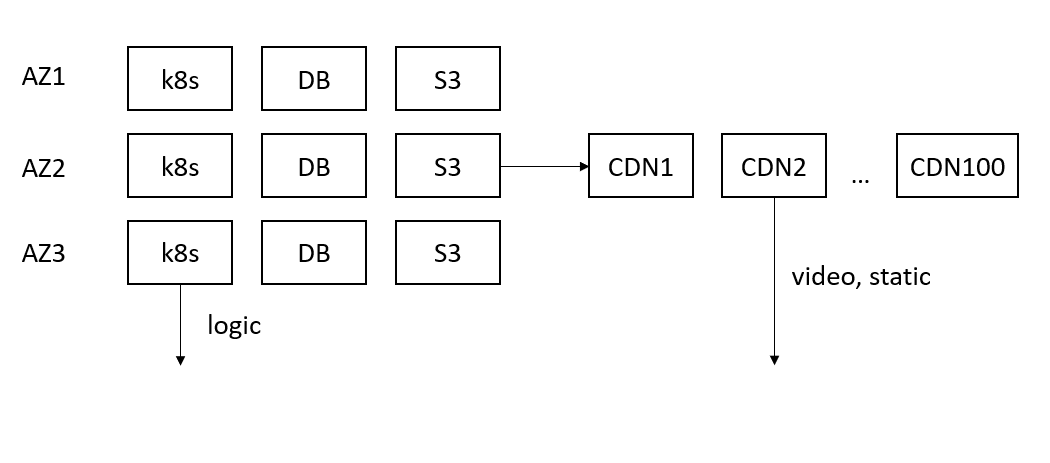 AZ1 k8s DB S3
AZ2 k8s DB S3 CDN1 CDN2 ... CDN100
AZ3 k8s DB S3
video, static
logic